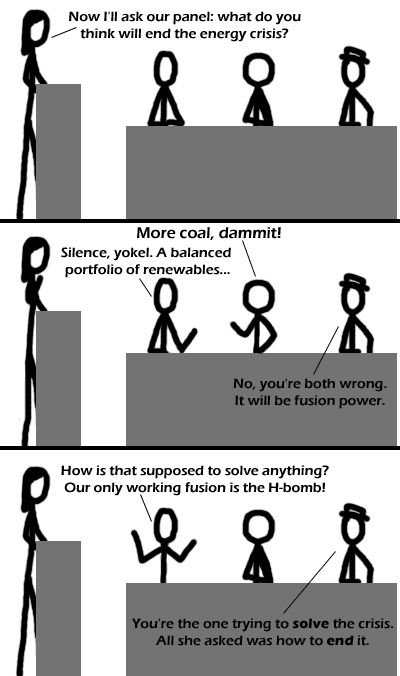 Now I'll ask our panel: what do you
think will end the energy crisis?
More coal, dammit!
Silence, yokel. A balanced
portfolio of renewables...
No, you're both wrong.
It will be fusion power.
How is that supposed to solve anything?
Our only working fusion is the H-bomb!
You're the one trying to solve the crisis.
All she asked was how to end it.